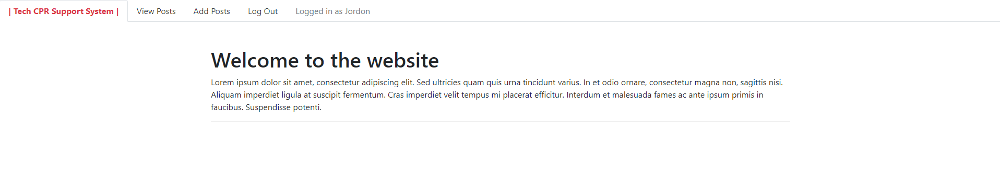 | Tech CPR Support System | View Posts Add Posts Log Out Logged in as Jordon
Welcome to the website
Lorem ipsum dolor sit amet, consectetur adipiscing elit. Sed ultricies quam quis urna tincidunt varius. In et odio ornare, consectetur magna non, sagittis nisi.
Aliquam imperdiet ligula at suscipit fermentum. Cras imperdiet velit tempus mi placerat efficitur. Interdum et malesuada fames ac ante ipsum primis in
faucibus. Suspendisse potenti.